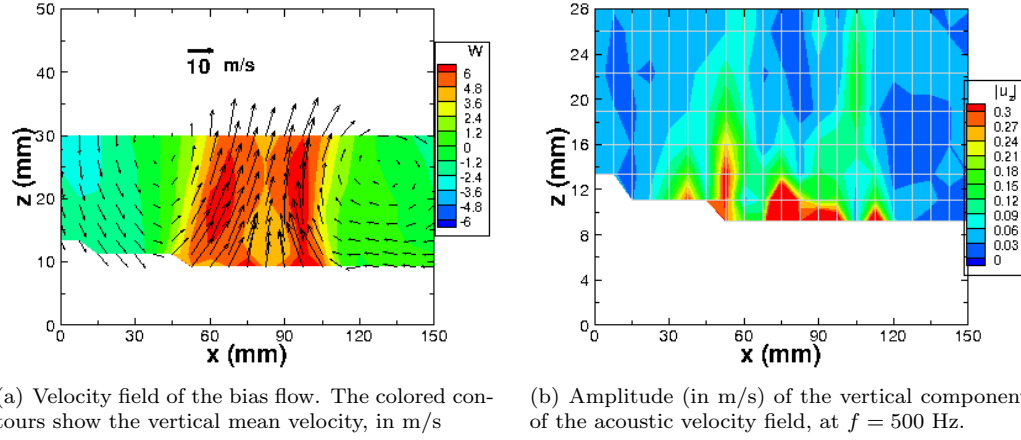 50
40
30
20
10
0
z (mm)
0 30 60 90 120 150
x (mm)
10 m/s
W
6
4.8
3.6
2.4
1.2
0
-1.2
-2.4
-3.6
-4.8
-6
28
24
20
16
12
8
4
0
z (mm)
0 30 60 90 120 150
x (mm)
|u_z|
0.3
0.27
0.24
0.21
0.18
0.15
0.12
0.09
0.06
0.03
0
(a) Velocity field of the bias flow. The colored con-
tours show the vertical mean velocity, in m/s
(b) Amplitude (in m/s) of the vertical component
of the acoustic velocity field, at f = 500 Hz.